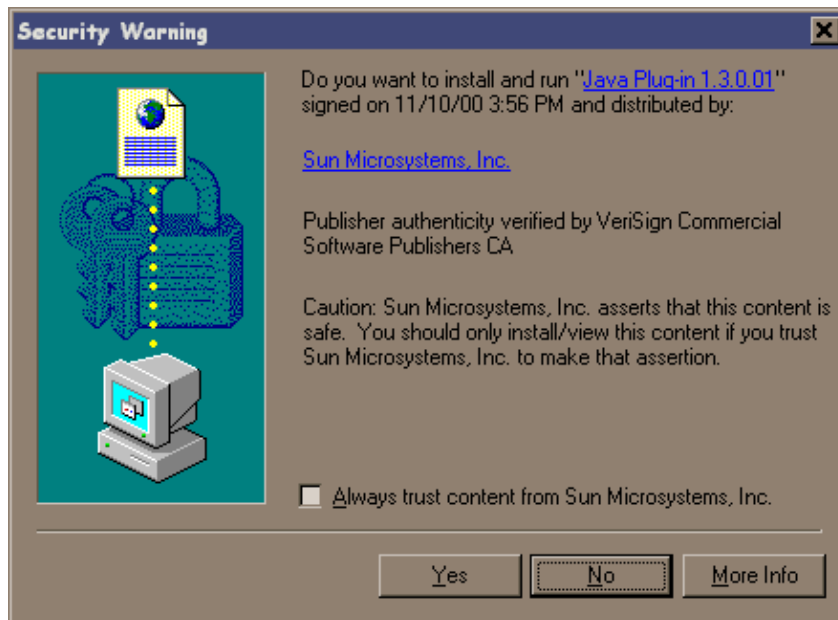 Security Warning
Do you want to install and run "Java Plug-in 1.3.0.01"
signed on 11/10/00 3:56 PM and distributed by:
Sun Microsystems, Inc.
Publisher authenticity verified by VeriSign Commercial
Software Publishers CA
Caution: Sun Microsystems, Inc. asserts that this content is
safe.  You should only install/view this content if you trust
Sun Microsystems, Inc. to make that assertion.
Always trust content from Sun Microsystems, Inc.
Yes No More Info